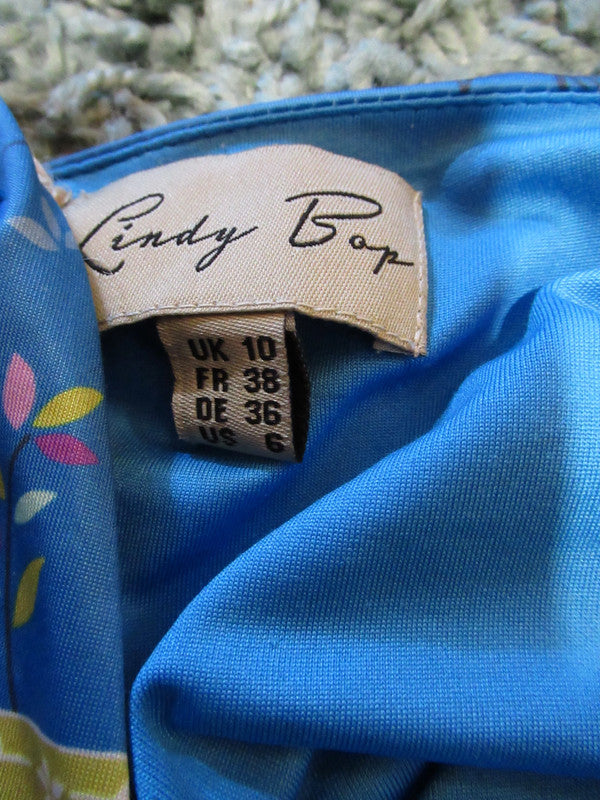 Lindy Bop
UK 10
FR 38
DE 36
US 6